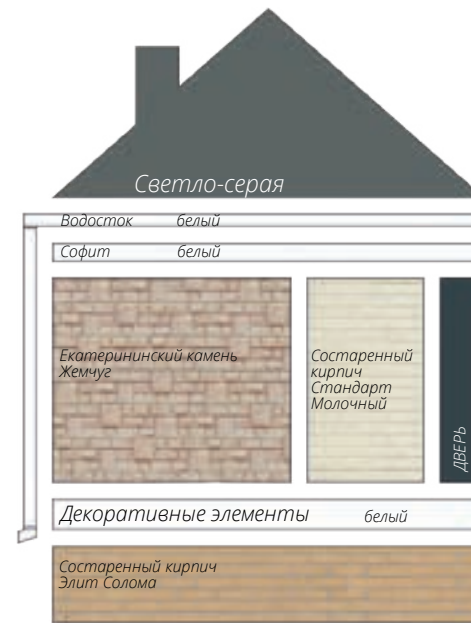 Светло-серая
Водосток белый
Софит белый
Екатерининский камень
Жемчуг
Состаренный
кирпич
Стандарт
Молочный
ДВЕРЬ
Декоративные элементы белый
Состаренный кирпич
Элит Солома